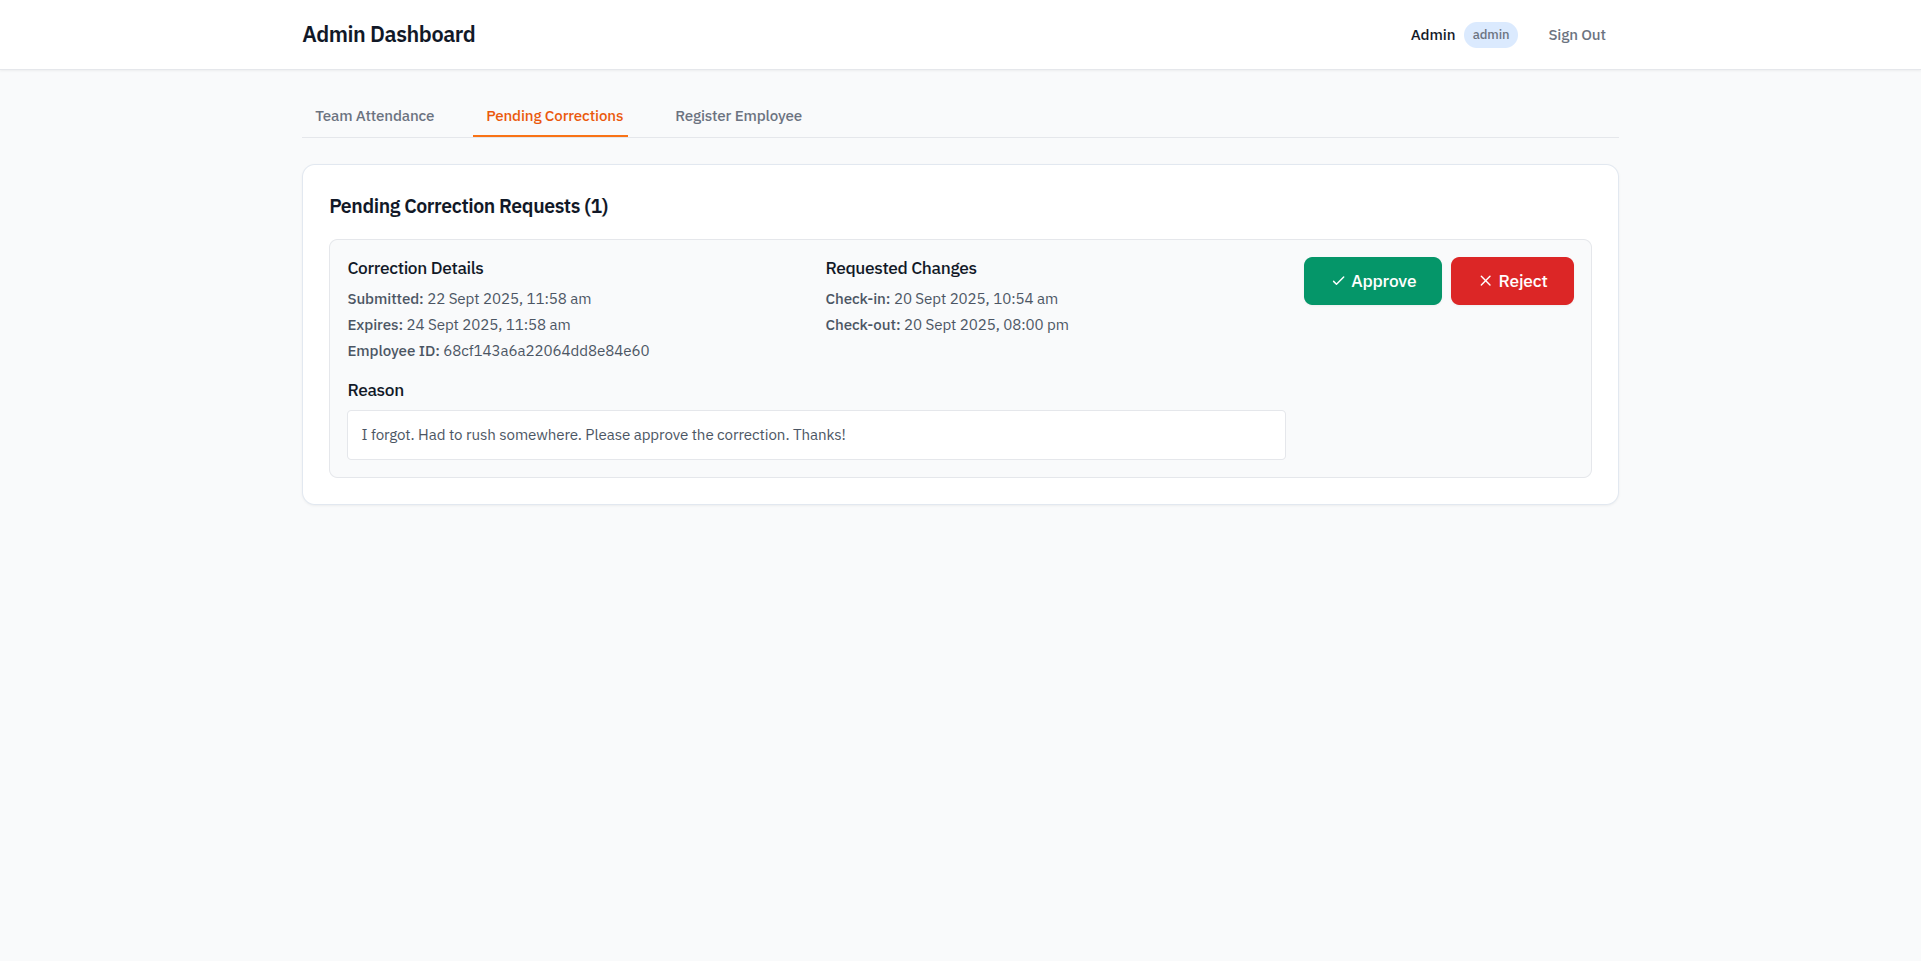 Admin Dashboard
Admin admin Sign Out
Team Attendance Pending Corrections Register Employee
Pending Correction Requests (1)
Correction Details
Submitted: 22 Sept 2025, 11:58 am
Expires: 24 Sept 2025, 11:58 am
Employee ID: 68cf143a6a22064dd8e84e60
Requested Changes
Check-in: 20 Sept 2025, 10:54 am
Check-out: 20 Sept 2025, 08:00 pm
Approve Reject
Reason
I forgot. Had to rush somewhere. Please approve the correction. Thanks!